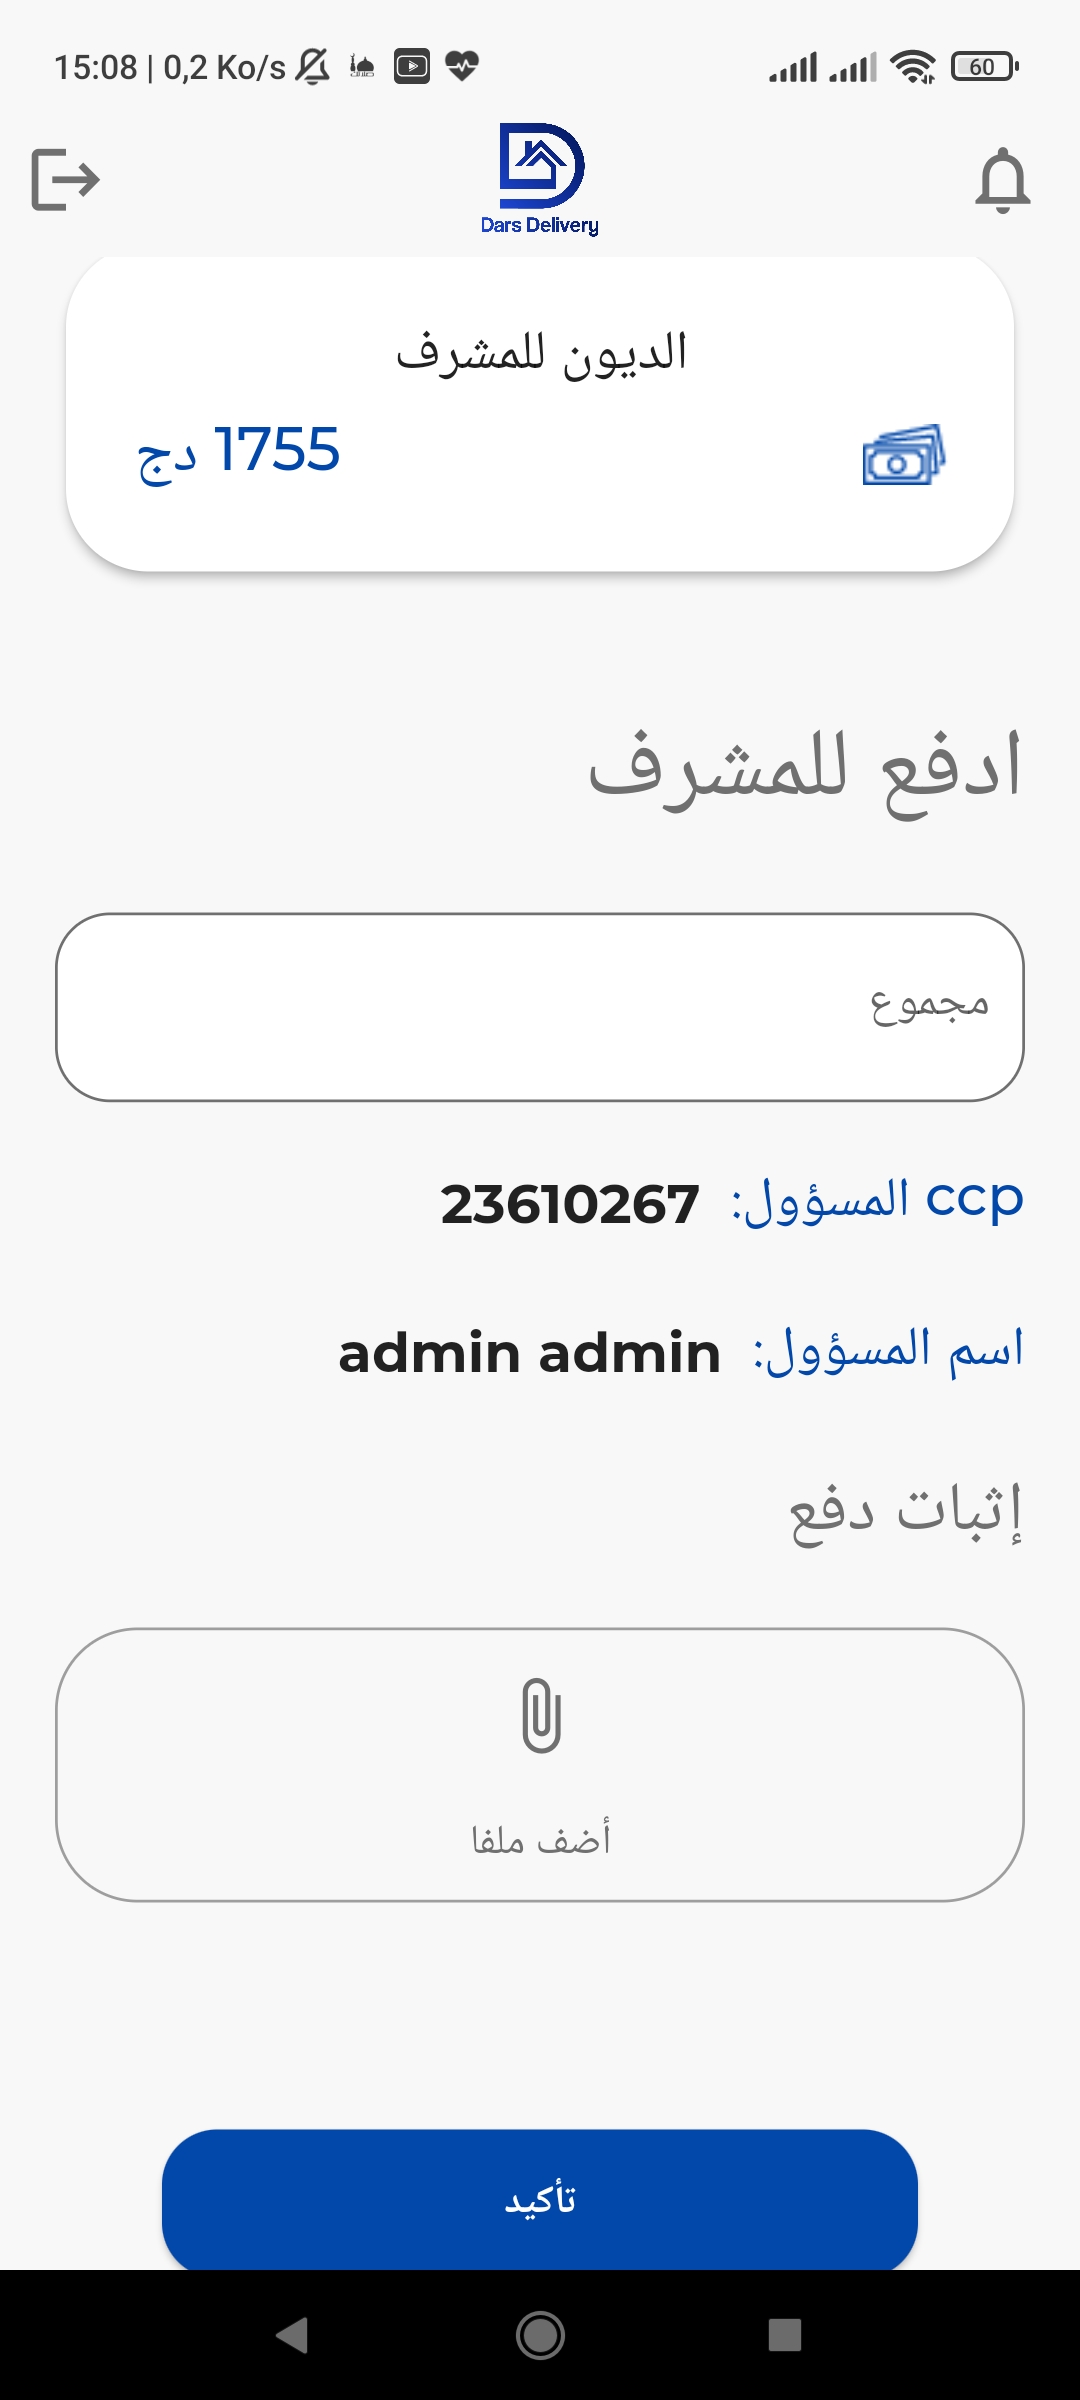 15:08 | 0,2 Ko/s
60
Dars Delivery
الديون للمشرف
1755 دج
ادفع للمشرف
مجموع
ccp المسؤول: 23610267
اسم المسؤول: admin admin
إثبات دفع
أضف ملفا
تأكيد